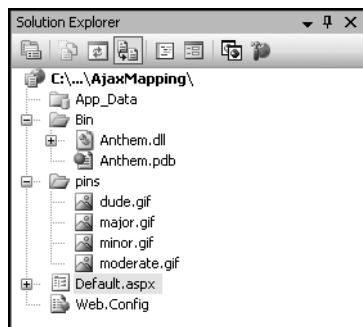 Solution Explorer
C:\...\AjaxMapping\
App_Data
Bin
Anthem.dll
Anthem.pdb
pins
dude.gif
major.gif
minor.gif
moderate.gif
Default.aspx
Web.Config